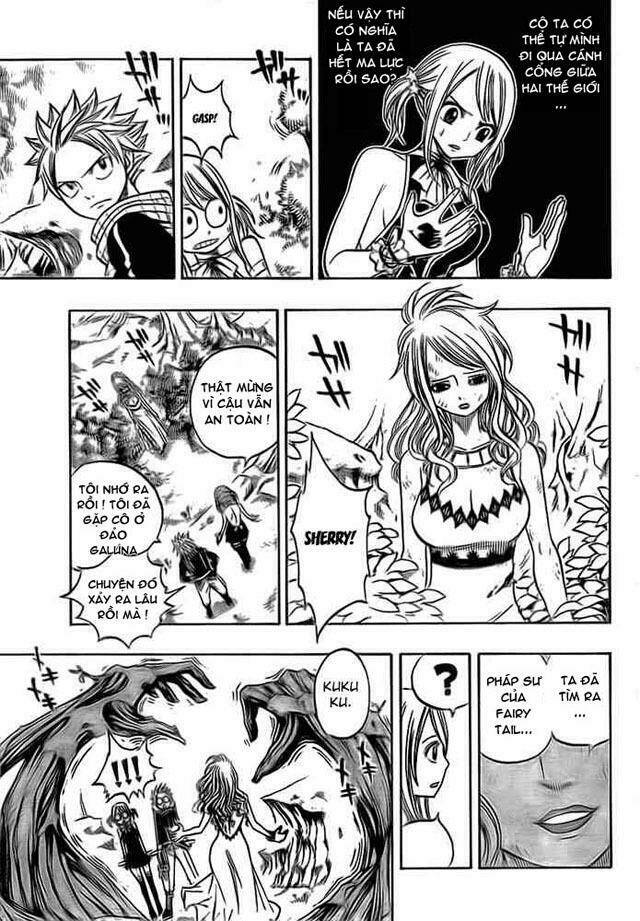 CÔ TA CÓ
THỂ TỰ MÌNH
ĐI QUA CÁNH
CỔNG GIỮA
HAI THẾ GIỚI
...
NẾU VẬY THÌ
CÓ NGHĨA
LÀ TA ĐÃ
HẾT MA LỰC
RỒI SAO?
GASP!
SHERRY!
THẬT MỪNG
VÌ CẬU VẪN
AN TOÀN !
TÔI NHỚ RA
RỒI ! TÔI ĐÃ
GẶP CÔ Ở
ĐẢO
GALUNA
CHUYỆN ĐÓ
XẢY RA LÂU
RỒI MÀ !
TA ĐÃ
TÌM RA
...
PHÁP SƯ
CỦA
FAIRY
TAIL...
?
KUKU
KU.
!!!